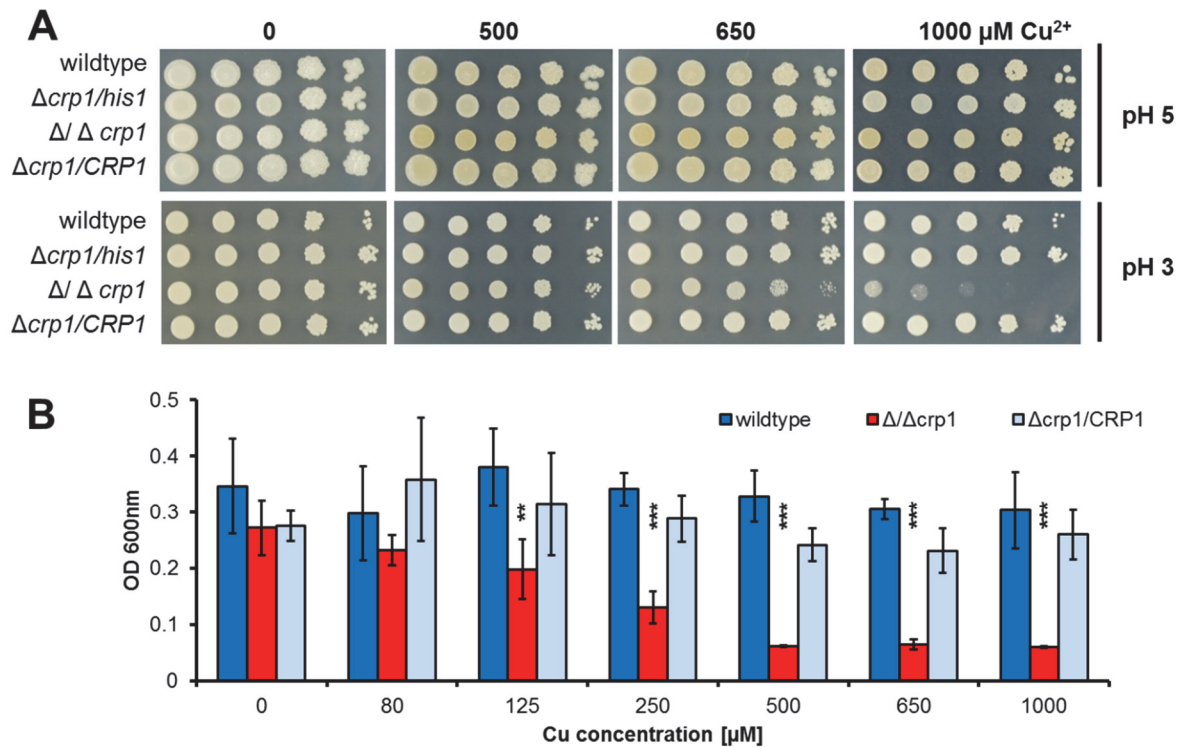 A
0 500 650 1000 µM Cu²⁺
wildtype
Δcrp1/his1
Δ/ Δ crp1
Δcrp1/CRP1
pH 5
wildtype
Δcrp1/his1
Δ/ Δ crp1
Δcrp1/CRP1
pH 3
B
wildtype Δ/Δcrp1 Δcrp1/CRP1
OD 600nm
0.5
0.4
0.3
0.2
0.1
0
** *** *** *** ***
0 80 125 250 500 650 1000
Cu concentration [µM]